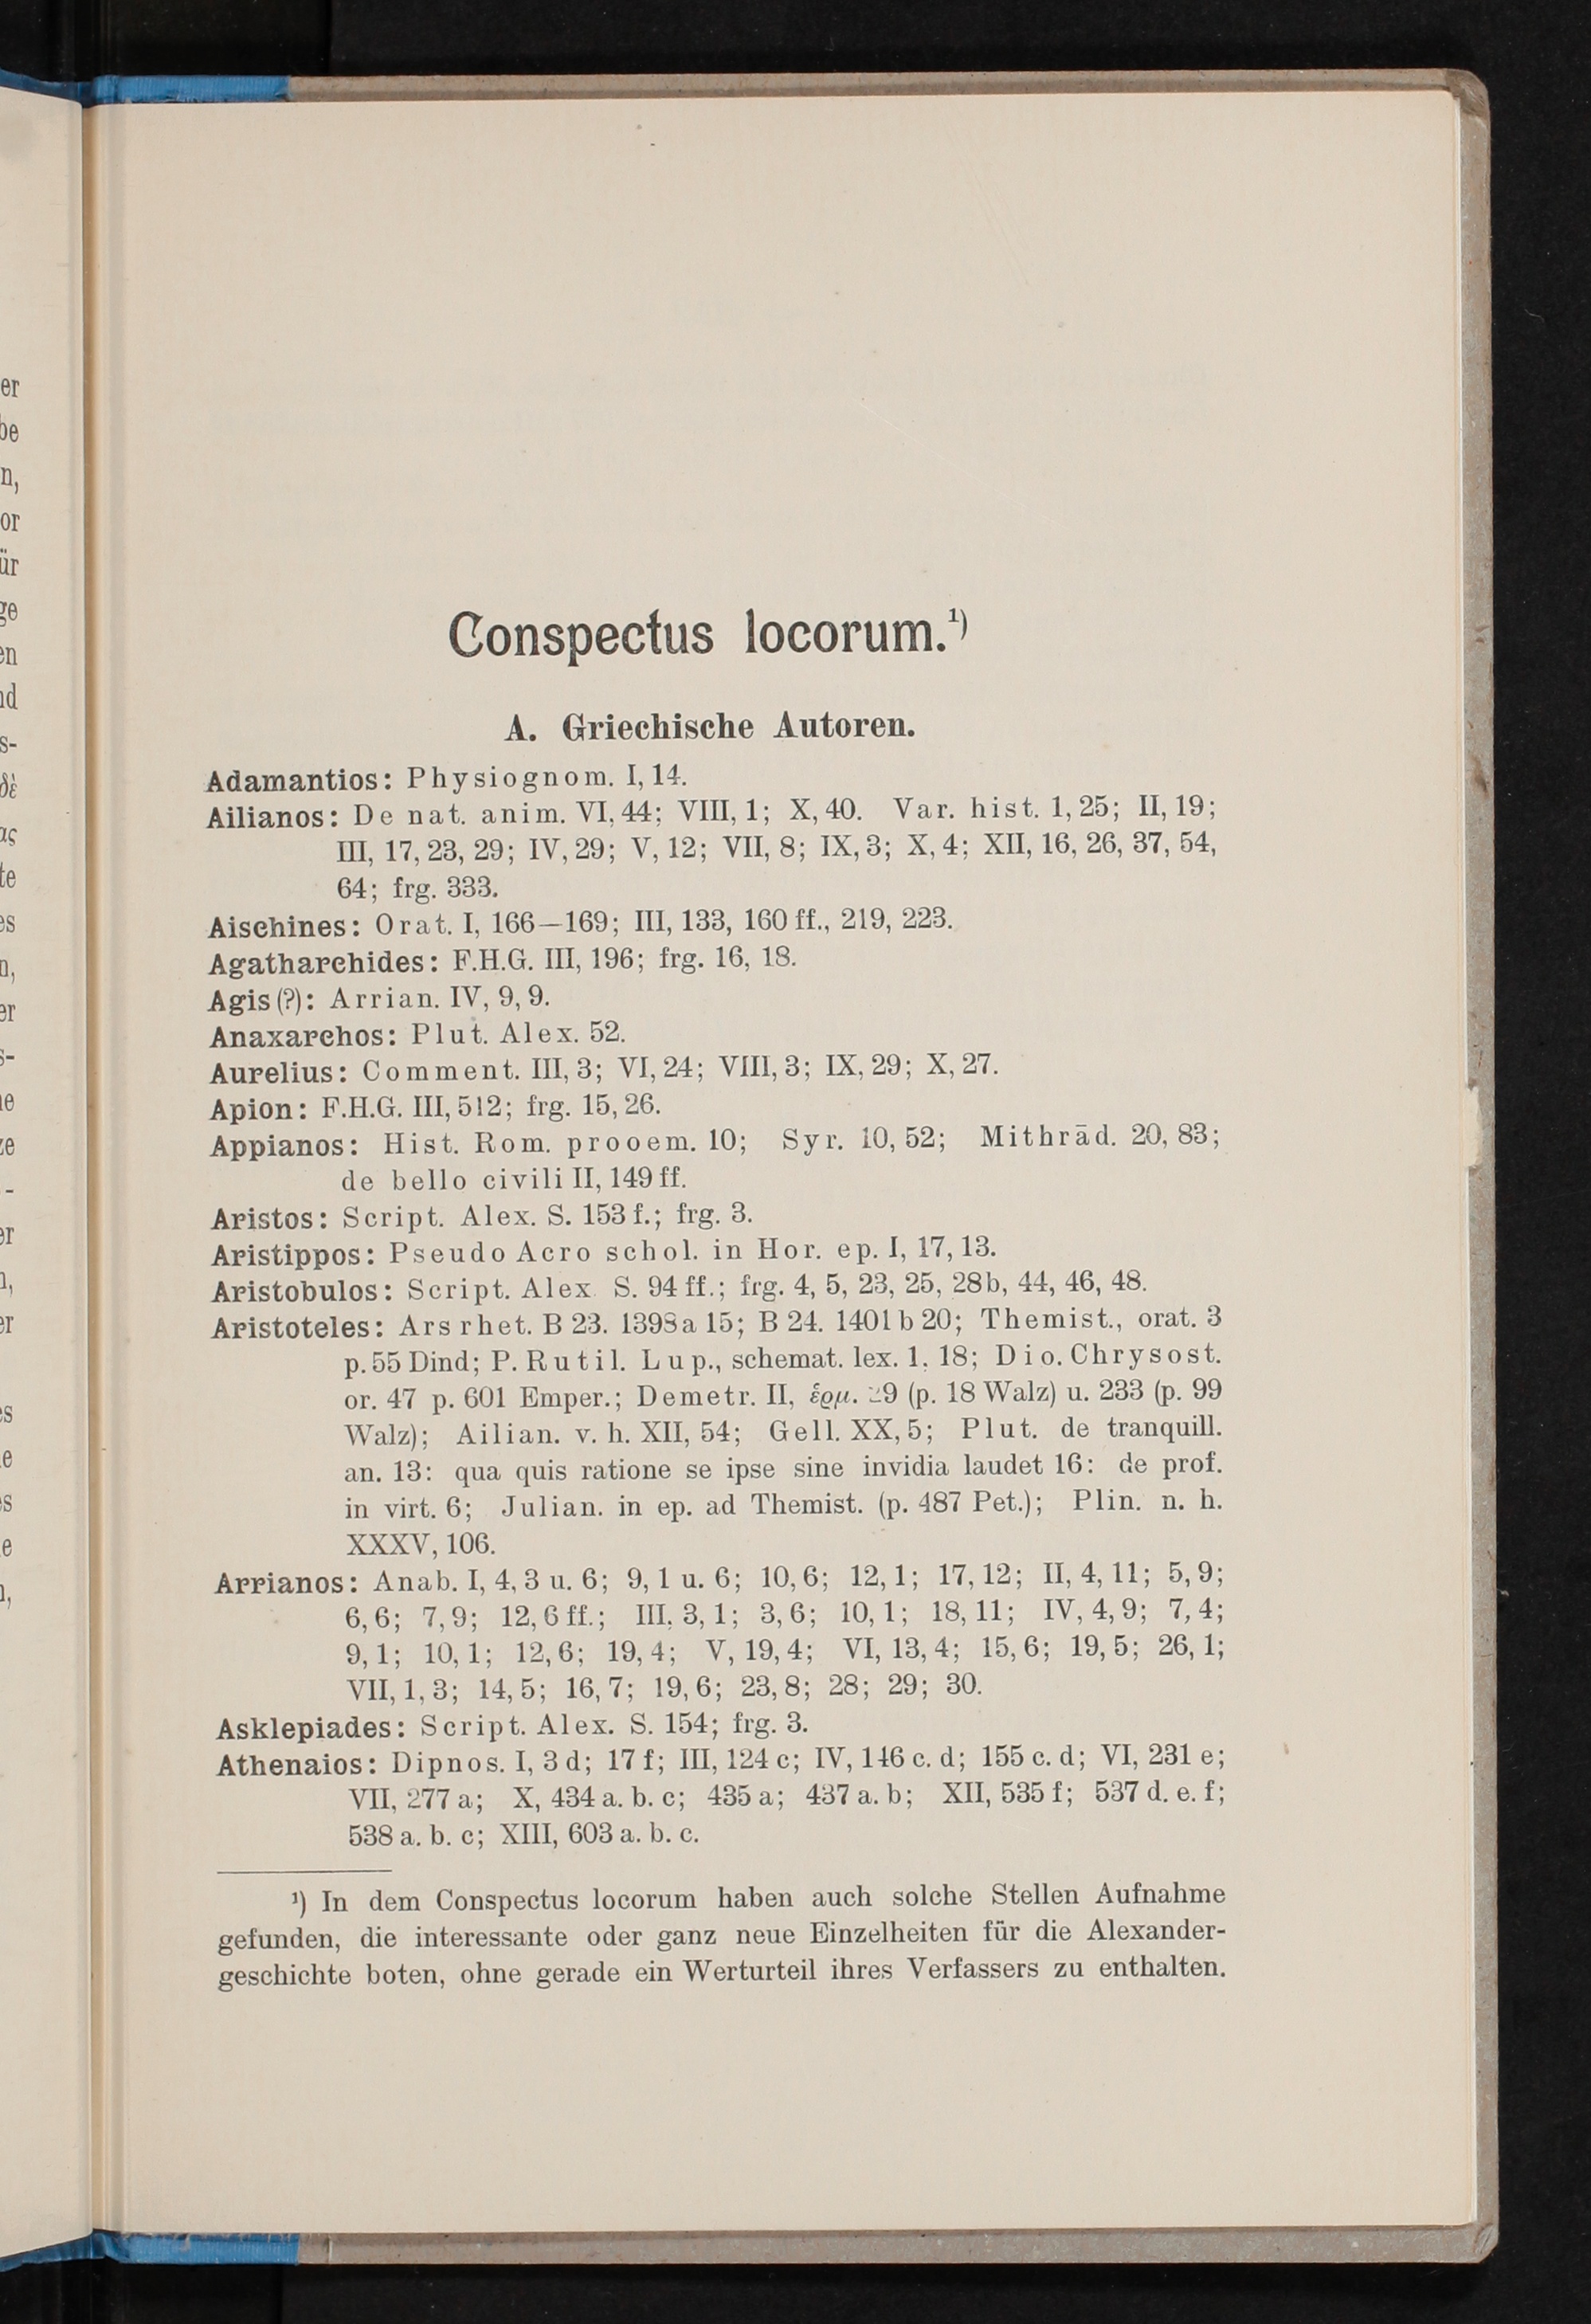 Conspectus locorum.¹)
A. Griechische Autoren.
Adamantios: Physiognom. I, 14.
Ailianos: De nat. anim. VI, 44; VIII, 1; X, 40. Var. hist. 1, 25; II, 19;
III, 17, 23, 29; IV, 29; V, 12; VII, 8; IX, 3; X, 4; XII, 16, 26, 37, 54,
64; frg. 333.
Aischines: Orat. I, 166—169; III, 133, 160 ff., 219, 223.
Agatharchides: F.H.G. III, 196; frg. 16, 18.
Agis (?): Arrian. IV, 9, 9.
Anaxarchos: Plut. Alex. 52.
Aurelius: Comment. III, 3; VI, 24; VIII, 3; IX, 29; X, 27.
Apion: F.H.G. III, 512; frg. 15, 26.
Appianos: Hist. Rom. prooem. 10; Syr. 10, 52; Mithrād. 20, 83;
de bello civili II, 149 ff.
Aristos: Script. Alex. S. 153 f.; frg. 3.
Aristippos: Pseudo Acro schol. in Hor. ep. I, 17, 13.
Aristobulos: Script. Alex. S. 94 ff.; frg. 4, 5, 23, 25, 28b, 44, 46, 48.
Aristoteles: Ars rhet. B 23. 1398a 15; B 24. 1401 b 20; Themist., orat. 3
p. 55 Dind; P. Rutil. Lup., schemat. lex. 1, 18; Dio. Chrysost.
or. 47 p. 601 Emper.; Demetr. II, ἑρμ. 29 (p. 18 Walz) u. 233 (p. 99
Walz); Ailian. v. h. XII, 54; Gell. XX, 5; Plut. de tranquill.
an. 13: qua quis ratione se ipse sine invidia laudet 16: de prof.
in virt. 6; Julian. in ep. ad Themist. (p. 487 Pet.); Plin. n. h.
XXXV, 106.
Arrianos: Anab. I, 4, 3 u. 6; 9, 1 u. 6; 10, 6; 12, 1; 17, 12; II, 4, 11; 5, 9;
6, 6; 7, 9; 12, 6 ff.; III, 3, 1; 3, 6; 10, 1; 18, 11; IV, 4, 9; 7, 4;
9, 1; 10, 1; 12, 6; 19, 4; V, 19, 4; VI, 13, 4; 15, 6; 19, 5; 26, 1;
VII, 1, 3; 14, 5; 16, 7; 19, 6; 23, 8; 28; 29; 30.
Asklepiades: Script. Alex. S. 154; frg. 3.
Athenaios: Dipnos. I, 3 d; 17 f; III, 124 c; IV, 146 c. d; 155 c. d; VI, 231 e;
VII, 277 a; X, 434 a. b. c; 435 a; 437 a. b; XII, 535 f; 537 d. e. f;
538 a. b. c; XIII, 603 a. b. c.
¹) In dem Conspectus locorum haben auch solche Stellen Aufnahme
gefunden, die interessante oder ganz neue Einzelheiten für die Alexander-
geschichte boten, ohne gerade ein Werturteil ihres Verfassers zu enthalten.